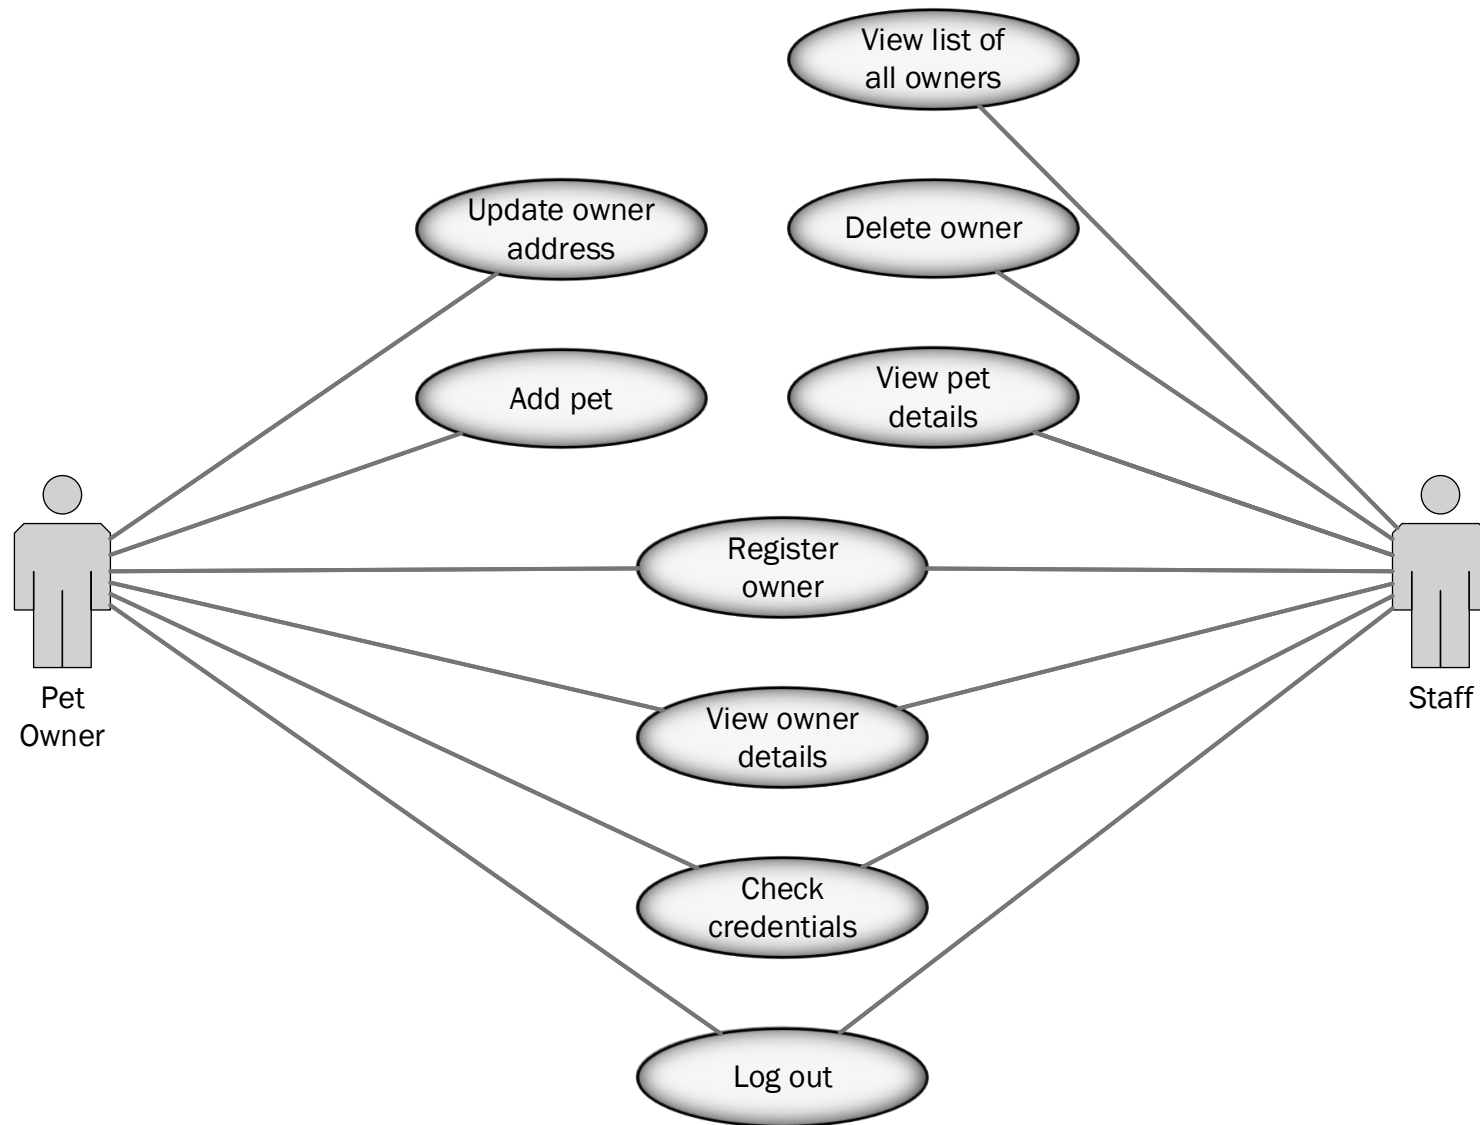 View list of
all owners
Update owner
address
Delete owner
Add pet
View pet
details
Register
owner
Pet
Owner
Staff
View owner
details
Check
credentials
Log out